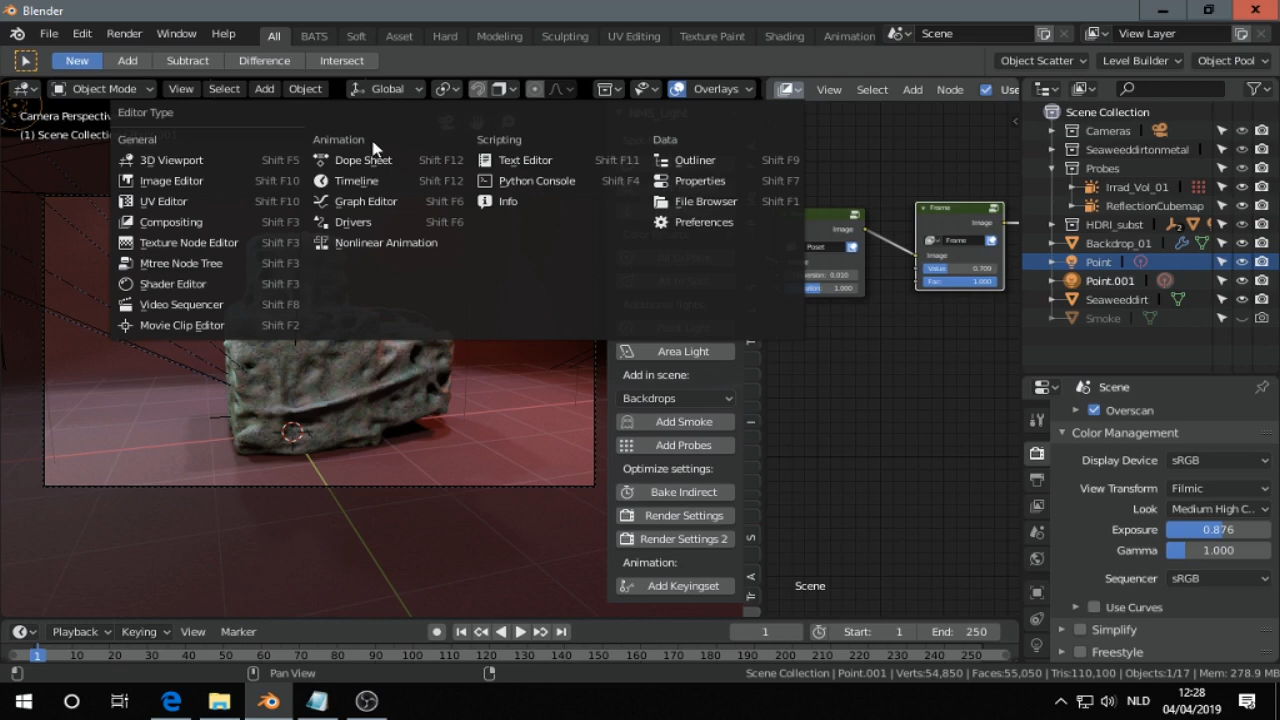 Blender
File Edit Render Window Help All BATS Soft Asset Hard Modeling Sculpting UV Editing Texture Paint Shading Animation Scene View Layer
New Add Subtract Difference Intersect Object Scatter Level Builder Object Pool
Object Mode View Select Add Object Global Overlays View Select Add Node Use
Camera Perspectiv
(1) Scene Collecti
Editor Type
General Animation Scripting Data
3D Viewport Shift F5 Dope Sheet Shift F12 Text Editor Shift F11 Outliner Shift F9
Image Editor Shift F10 Timeline Shift F12 Python Console Shift F4 Properties Shift F7
UV Editor Shift F10 Graph Editor Shift F6 Info File Browser Shift F1
Compositing Shift F3 Drivers Shift F6 Preferences
Texture Node Editor Shift F3 Nonlinear Animation
Mtree Node Tree Shift F3
Shader Editor Shift F3
Video Sequencer Shift F8
Movie Clip Editor Shift F2
NMS_Light
Area Light
Add in scene:
Backdrops
Add Smoke
Add Probes
Optimize settings:
Bake Indirect
Render Settings
Render Settings 2
Animation:
Add Keyingset
S
A
Image
Poset
ersion: 0.010
1.000
Frame
Image
Frame
Image
Value 0.700
Fac: 1.000
Scene
Scene Collection
Cameras
Seaweeddirtonmetal
Probes
Irrad_Vol_01
ReflectionCubemap
HDRI_subst
Backdrop_01
Point
Point.001
Seaweeddirt
Smoke
Scene
Overscan
Color Management
Display Device sRGB
View Transform Filmic
Look Medium High C..
Exposure 0.876
Gamma 1.000
Sequencer sRGB
Use Curves
Simplify
Freestyle
Playback Keying View Marker 1 Start: 1 End: 250
1 10 20 30 40 50 60 70 80 90 100 110 120 130 140 150 160 170 180 190 200 210 220 230 240 250
Pan View Scene Collection | Point.001 | Verts:54,850 | Faces:55,050 | Tris:110,100 | Objects:1/17 | Mem: 278.9 MB
NLD 12:28
04/04/2019